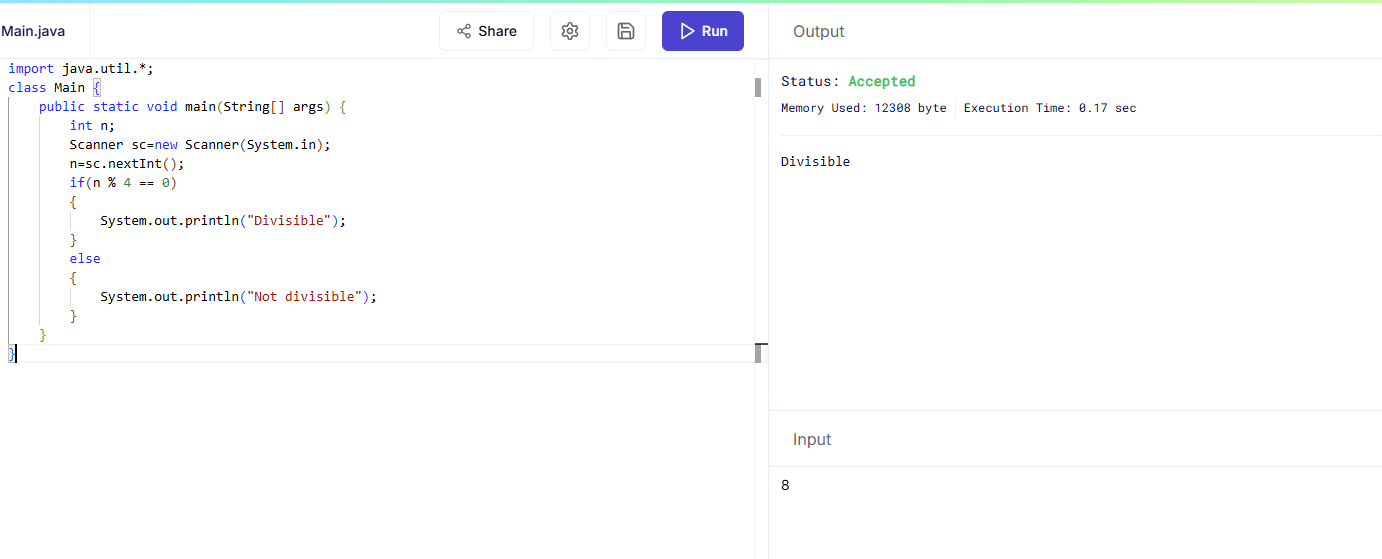 Main.java
Share
Run
import java.util.*;
class Main {
    public static void main(String[] args) {
        int n;
        Scanner sc=new Scanner(System.in);
        n=sc.nextInt();
        if(n % 4 == 0)
        {
            System.out.println("Divisible");
        }
        else
        {
            System.out.println("Not divisible");
        }
    }
}
Output
Status: Accepted
Memory Used: 12308 byte Execution Time: 0.17 sec
Divisible
Input
8